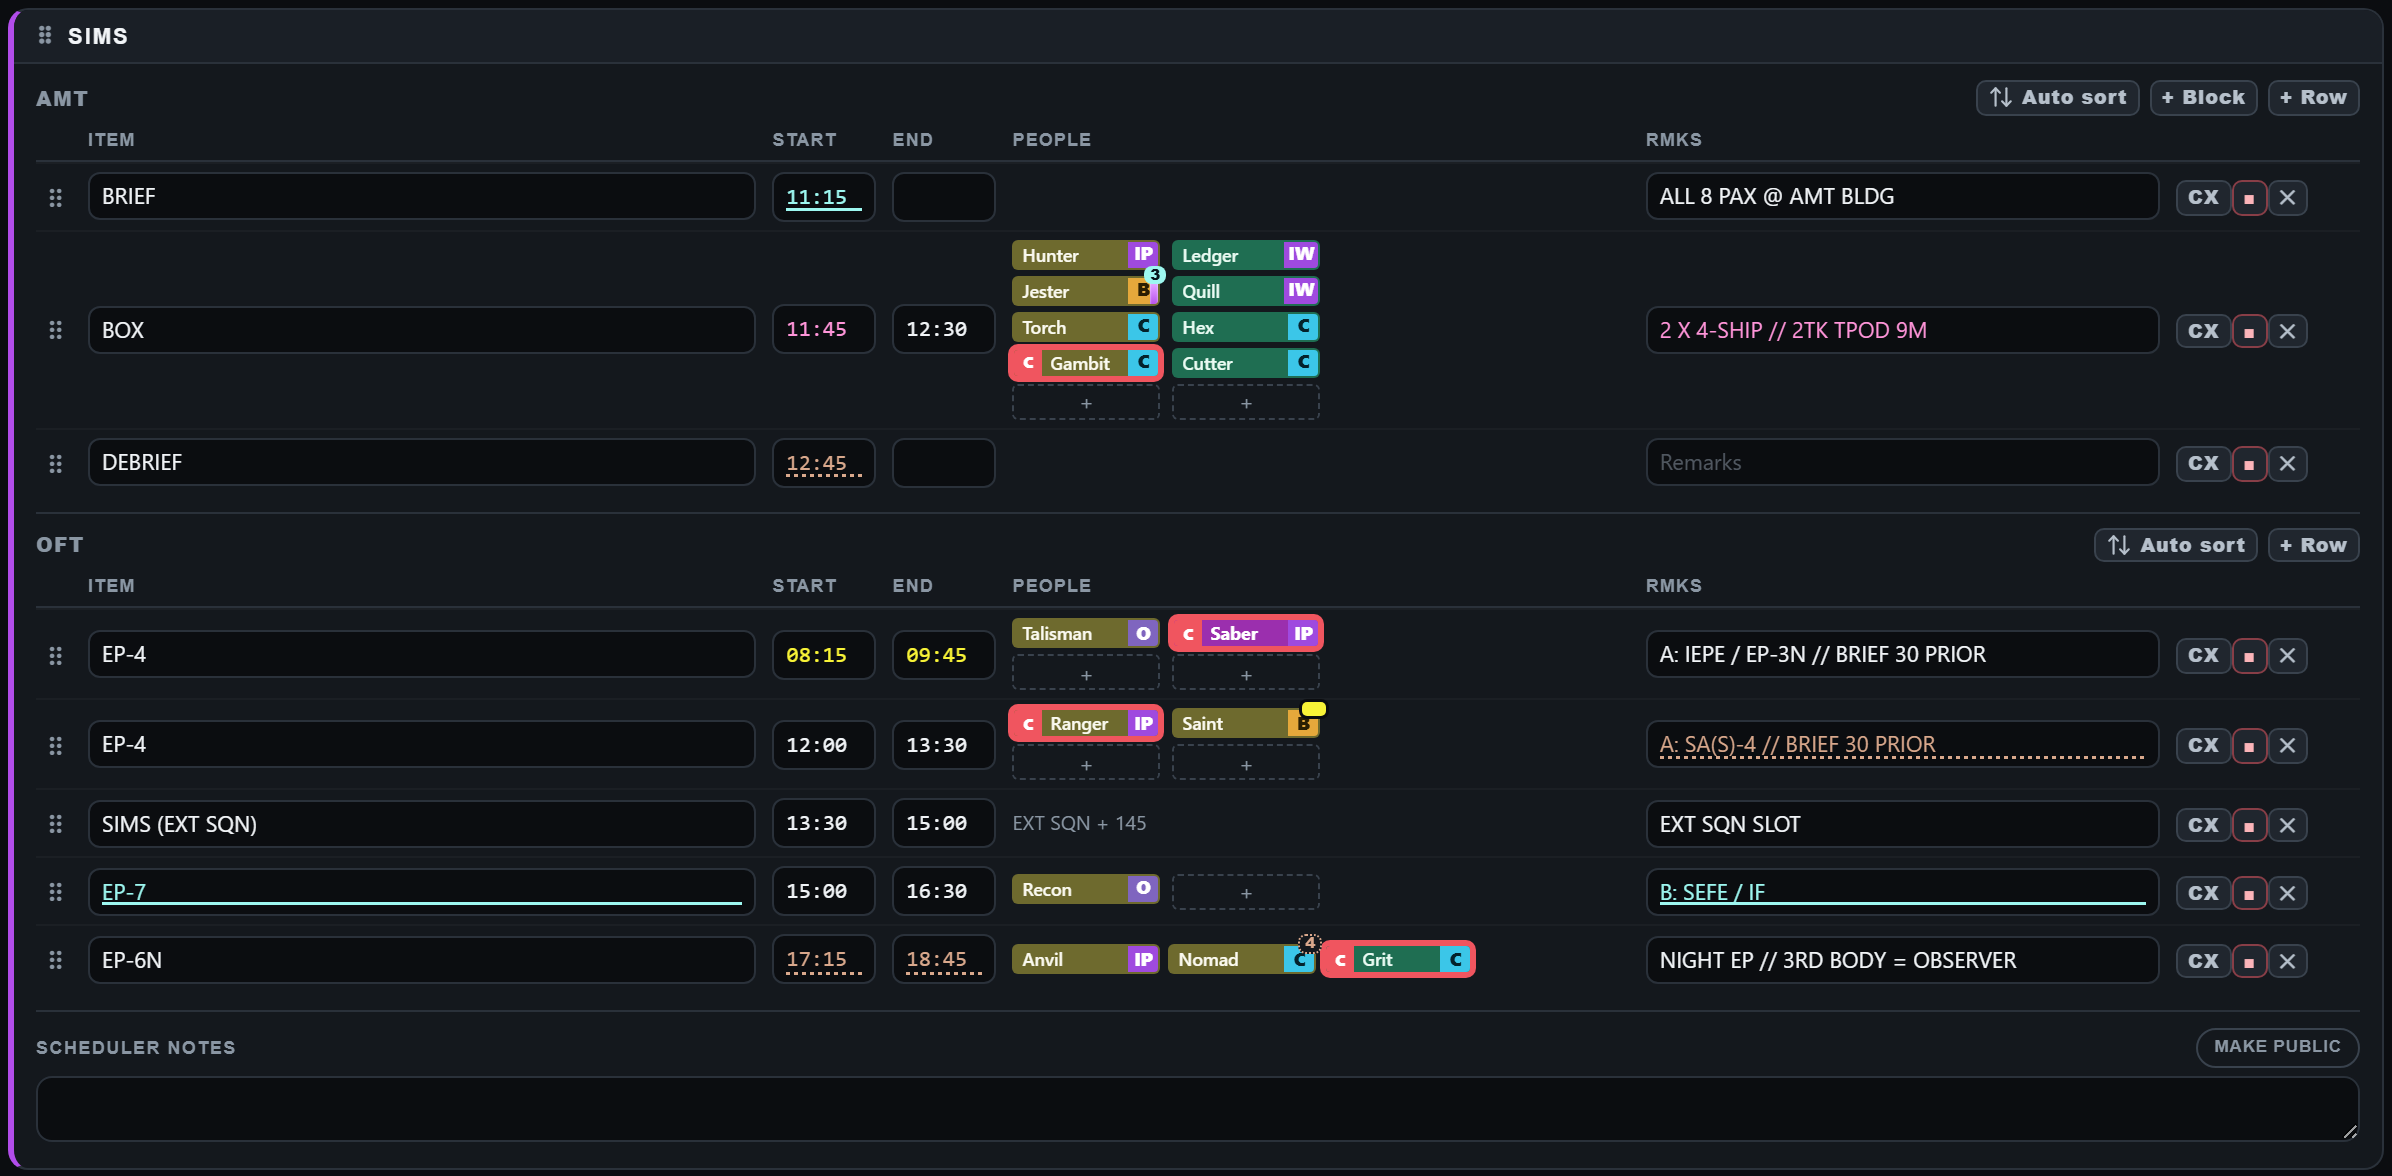 SIMS
AMT
Auto sort
+ Block
+ Row
ITEM START END PEOPLE RMKS
BRIEF 11:15 ALL 8 PAX @ AMT BLDG CX
Hunter IP Ledger IW
3
Jester B Quill IW
BOX 11:45 12:30 Torch C Hex C 2 X 4-SHIP // 2TK TPOD 9M CX
C Gambit C Cutter C
+ +
DEBRIEF 12:45 Remarks CX
OFT
Auto sort
+ Row
ITEM START END PEOPLE RMKS
EP-4 08:15 09:45 Talisman O C Saber IP A: IEPE / EP-3N // BRIEF 30 PRIOR CX
+ +
EP-4 12:00 13:30 C Ranger IP Saint B A: SA(S)-4 // BRIEF 30 PRIOR CX
+ +
SIMS (EXT SQN) 13:30 15:00 EXT SQN + 145 EXT SQN SLOT CX
EP-7 15:00 16:30 Recon O + B: SEFE / IF CX
4
EP-6N 17:15 18:45 Anvil IP Nomad C C Grit C NIGHT EP // 3RD BODY = OBSERVER CX
SCHEDULER NOTES
MAKE PUBLIC